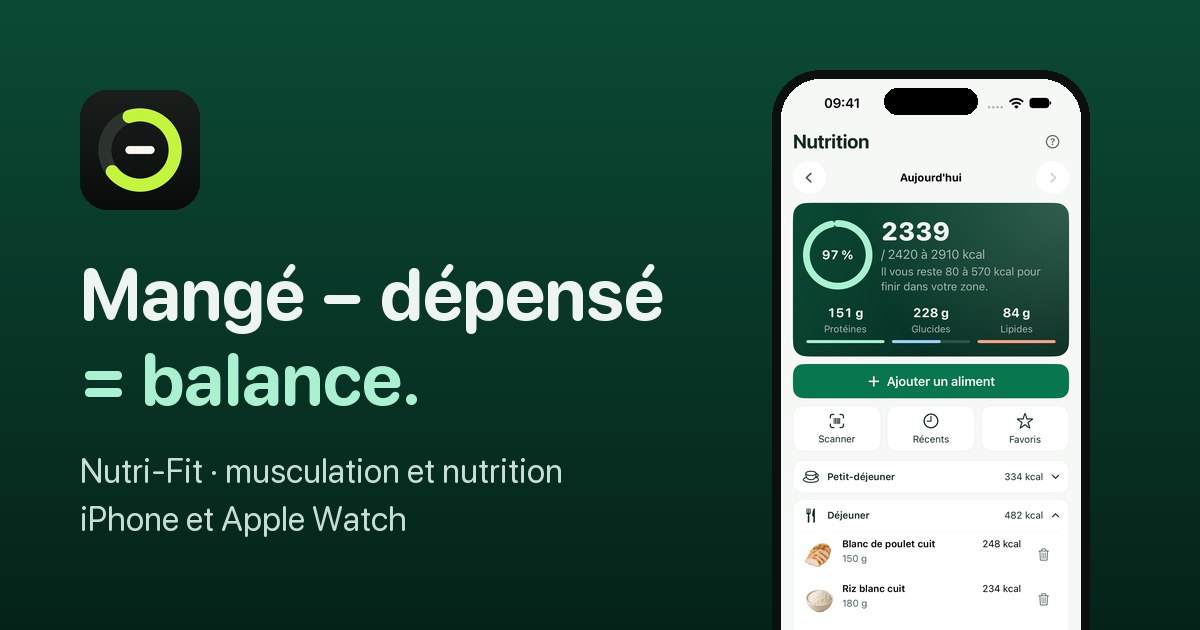 Mangé – dépensé
= balance.
Nutri-Fit · musculation et nutrition
iPhone et Apple Watch
09:41
Nutrition
Aujourd'hui
97 %
2339
/ 2420 à 2910 kcal
Il vous reste 80 à 570 kcal pour
finir dans votre zone.
151 g 228 g 84 g
Protéines Glucides Lipides
+ Ajouter un aliment
Scanner Récents Favoris
Petit-déjeuner 334 kcal
Déjeuner 482 kcal
Blanc de poulet cuit 248 kcal
150 g
Riz blanc cuit 234 kcal
180 g